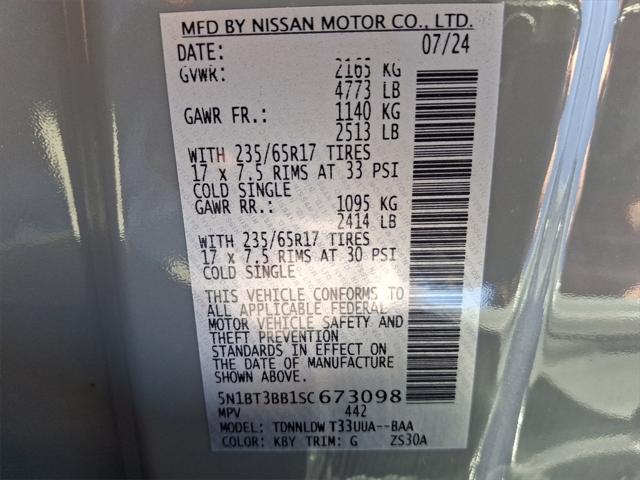 MFD BY NISSAN MOTOR CO., LTD.
DATE: 07/24
GVWR: 2165 KG
4773 LB
GAWR FR.: 1140 KG
2513 LB
WITH 235/65R17 TIRES
17 x 7.5 RIMS AT 33 PSI
COLD SINGLE
GAWR RR.: 1095 KG
2414 LB
WITH 235/65R17 TIRES
17 x 7.5 RIMS AT 30 PSI
COLD SINGLE
THIS VEHICLE CONFORMS TO
ALL APPLICABLE FEDERAL
MOTOR VEHICLE SAFETY AND
THEFT PREVENTION
STANDARDS IN EFFECT ON
THE DATE OF MANUFACTURE
SHOWN ABOVE.
5N1BT3BB1SC673098
MPV 442
MODEL: TDNNLDW T33UUA--BAA
COLOR: KBY TRIM: G ZS30A